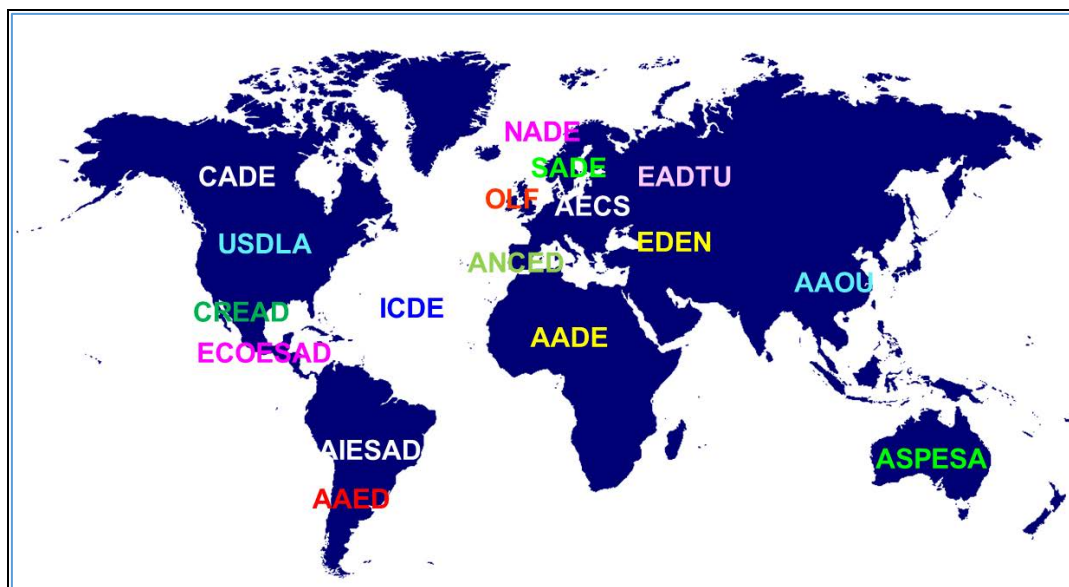 NADE
SADE
CADE
EADTU
OLF
AECS
USDLA
EDEN
ANCED
AAOU
CREAD
ICDE
AADE
ECOESAD
AIESAD
ASPESA
AAED